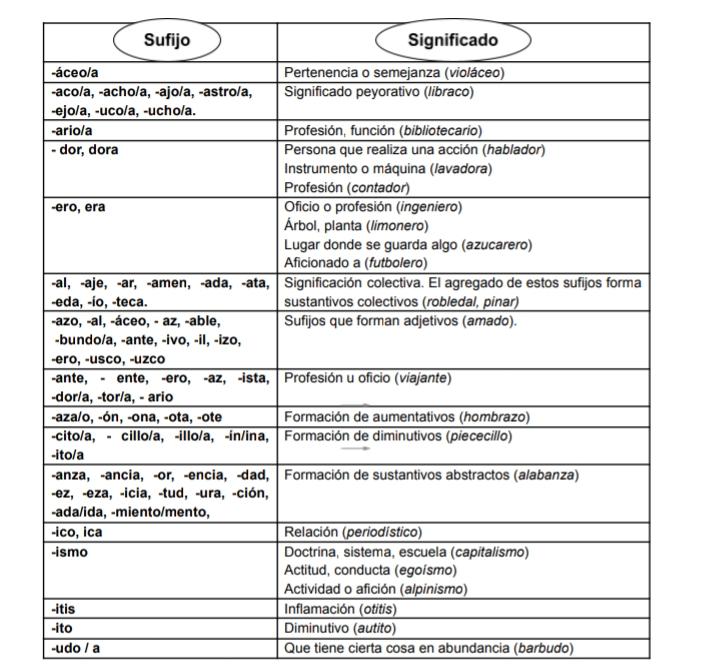 Sufijo Significado
-áceo/a Pertenencia o semejanza (violáceo)
-aco/a, -acho/a, -ajo/a, -astro/a, Significado peyorativo (libraco)
-ejo/a, -uco/a, -ucho/a.
-ario/a Profesión, función (bibliotecario)
- dor, dora Persona que realiza una acción (hablador)
Instrumento o máquina (lavadora)
Profesión (contador)
-ero, era Oficio o profesión (ingeniero)
Árbol, planta (limonero)
Lugar donde se guarda algo (azucarero)
Aficionado a (futbolero)
-al, -aje, -ar, -amen, -ada, -ata, Significación colectiva. El agregado de estos sufijos forma
-eda, -ío, -teca. sustantivos colectivos (robledal, pinar)
-azo, -al, -áceo, - az, -able, Sufijos que forman adjetivos (amado).
-bundo/a, -ante, -ivo, -il, -izo,
-ero, -usco, -uzco
-ante, - ente, -ero, -az, -ista, Profesión u oficio (viajante)
-dor/a, -tor/a, - ario
-aza/o, -ón, -ona, -ota, -ote Formación de aumentativos (hombrazo)
-cito/a, - cillo/a, -illo/a, -ín/ina, Formación de diminutivos (piececillo)
-ito/a
-anza, -ancia, -or, -encia, -dad, Formación de sustantivos abstractos (alabanza)
-ez, -eza, -icia, -tud, -ura, -ción,
-ada/ida, -miento/mento,
-ico, ica Relación (periodístico)
-ismo Doctrina, sistema, escuela (capitalismo)
Actitud, conducta (egoísmo)
Actividad o afición (alpinismo)
-itis Inflamación (otitis)
-ito Diminutivo (autito)
-udo / a Que tiene cierta cosa en abundancia (barbudo)